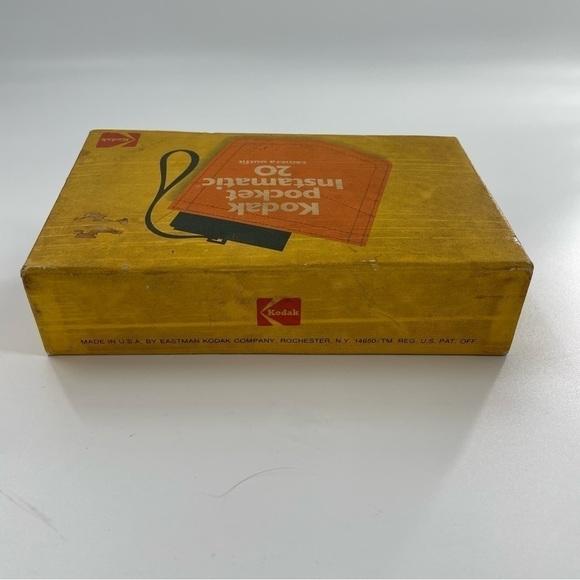 Kodak
Kodak
pocket
instamatic
20
camera outfit
Kodak
MADE IN U.S.A. BY EASTMAN KODAK COMPANY, ROCHESTER, N.Y. 14650/TM. REG. U.S. PAT. OFF.